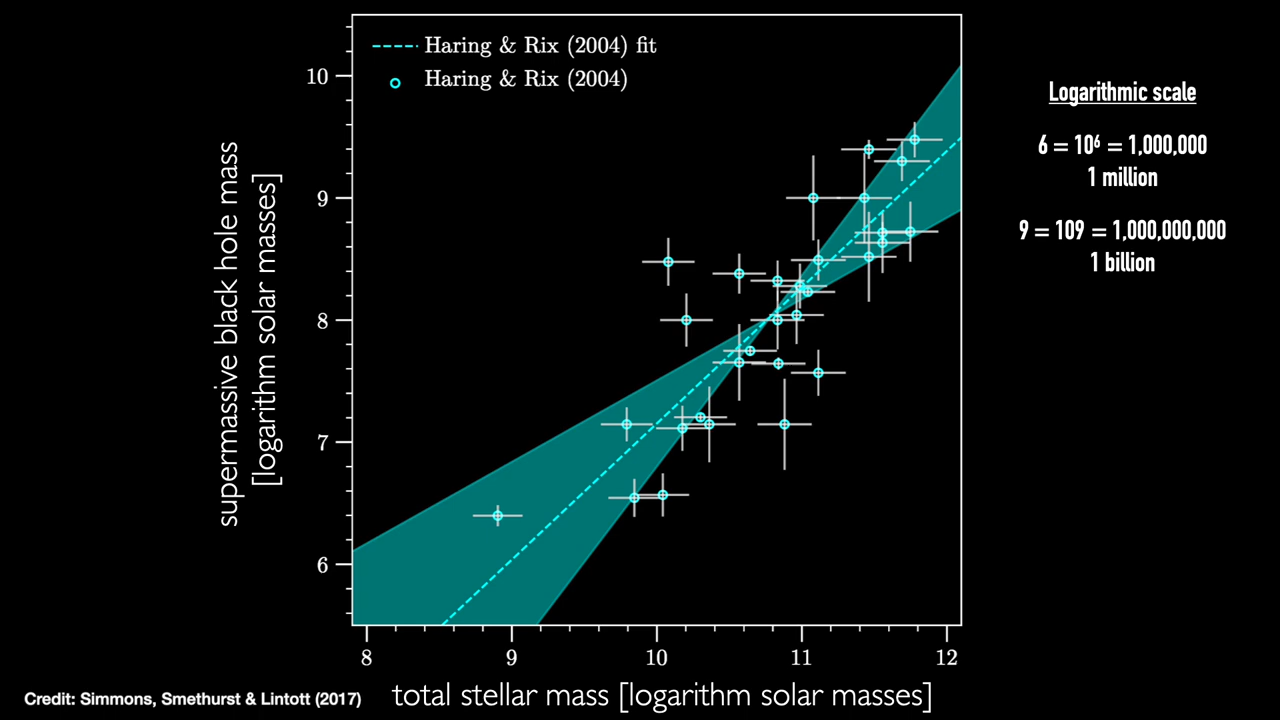 Haring & Rix (2004) fit
Haring & Rix (2004)
10
9
8
7
6
supermassive black hole mass
[logarithm solar masses]
8
9
10
11
12
total stellar mass [logarithm solar masses]
Logarithmic scale
6 = 10⁶ = 1,000,000
1 million
9 = 109 = 1,000,000,000
1 billion
Credit: Simmons, Smethurst & Lintott (2017)